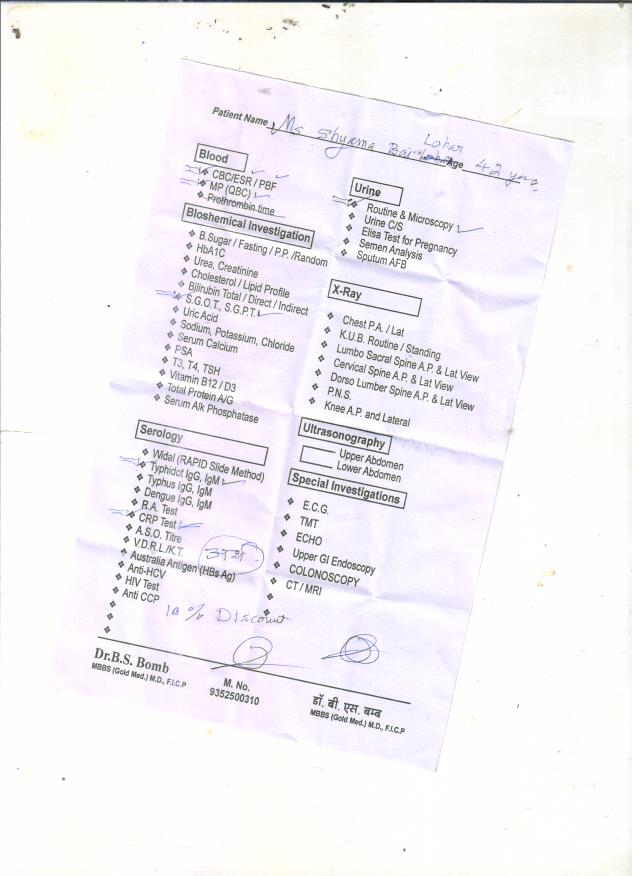 Patient Name Ms Shyama Bai Lohar Age 42 yrs
Blood
❖ CBC/ESR / PBF
❖ MP (QBC)
❖ Prothrombin time
Bloshemical Investigation
❖ B.Sugar / Fasting / P.P. /Random
❖ HbA1C
❖ Urea, Creatinine
❖ Cholesterol / Lipid Profile
❖ Bilirubin Total / Direct / Indirect
❖ S.G.O.T., S.G.P.T.
❖ Uric Acid
❖ Sodium, Potassium, Chloride
❖ Serum Calcium
❖ PSA
❖ T3, T4, TSH
❖ Vitamin B12 / D3
❖ Total Protein A/G
❖ Serum Alk Phosphatase
Serology
❖ Widal (RAPID Slide Method)
❖ Typhidot IgG, IgM
❖ Typhus IgG, IgM
❖ Dengue IgG, IgM
❖ R.A. Test
❖ CRP Test
❖ A.S.O. Titre
❖ V.D.R.L./K.T.
❖ Australia Antigen (HBs Ag)
❖ Anti-HCV
❖ HIV Test
❖ Anti CCP
Urine
❖ Routine & Microscopy
❖ Urine C/S
❖ Elisa Test for Pregnancy
❖ Semen Analysis
❖ Sputum AFB
X-Ray
❖ Chest P.A. / Lat
❖ K.U.B. Routine / Standing
❖ Lumbo Sacral Spine A.P. & Lat View
❖ Cervical Spine A.P. & Lat View
❖ Dorso Lumber Spine A.P. & Lat View
❖ P.N.S.
❖ Knee A.P. and Lateral
Ultrasonography
Upper Abdomen
Lower Abdomen
Special Investigations
❖ E.C.G.
❖ TMT
❖ ECHO
❖ Upper GI Endoscopy
❖ COLONOSCOPY
❖ CT / MRI
10 % Discount
Dr.B.S. Bomb
MBBS (Gold Med.) M.D., F.I.C.P
M. No.
9352500310
डॉ. बी. एस. बम्ब
MBBS (Gold Med.) M.D., F.I.C.P